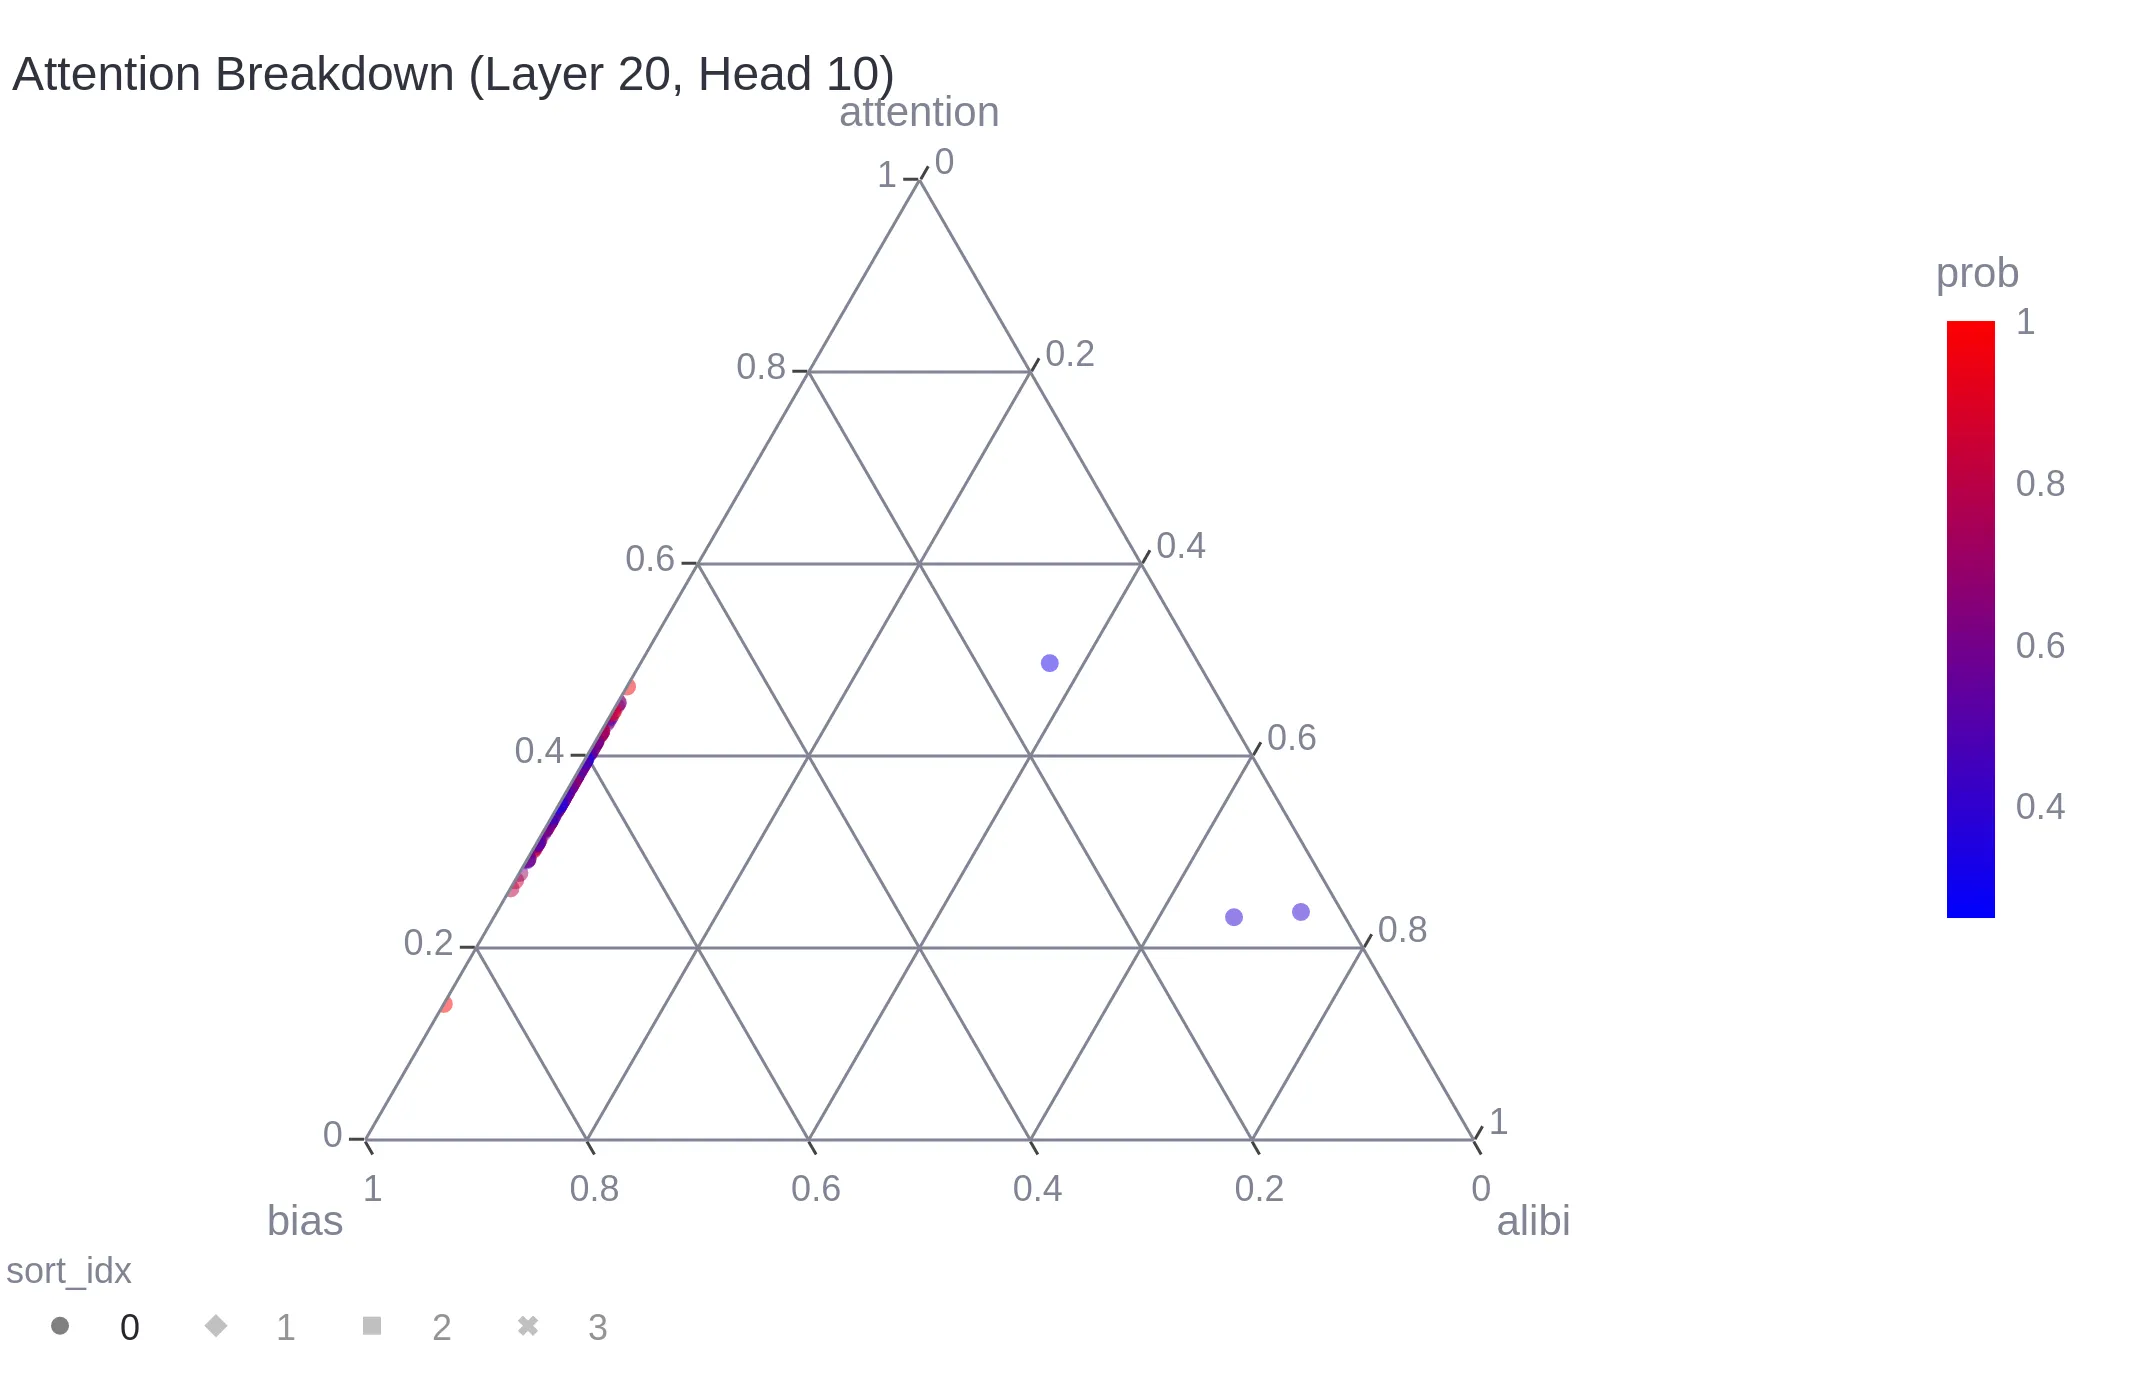 Attention Breakdown (Layer 20, Head 10)
attention
1 0
0.8 0.2
0.6 0.4
0.4 0.6
0.2 0.8
0 1
1 0.8 0.6 0.4 0.2 0
bias alibi
prob
1
0.8
0.6
0.4
sort_idx
0 1 2 3